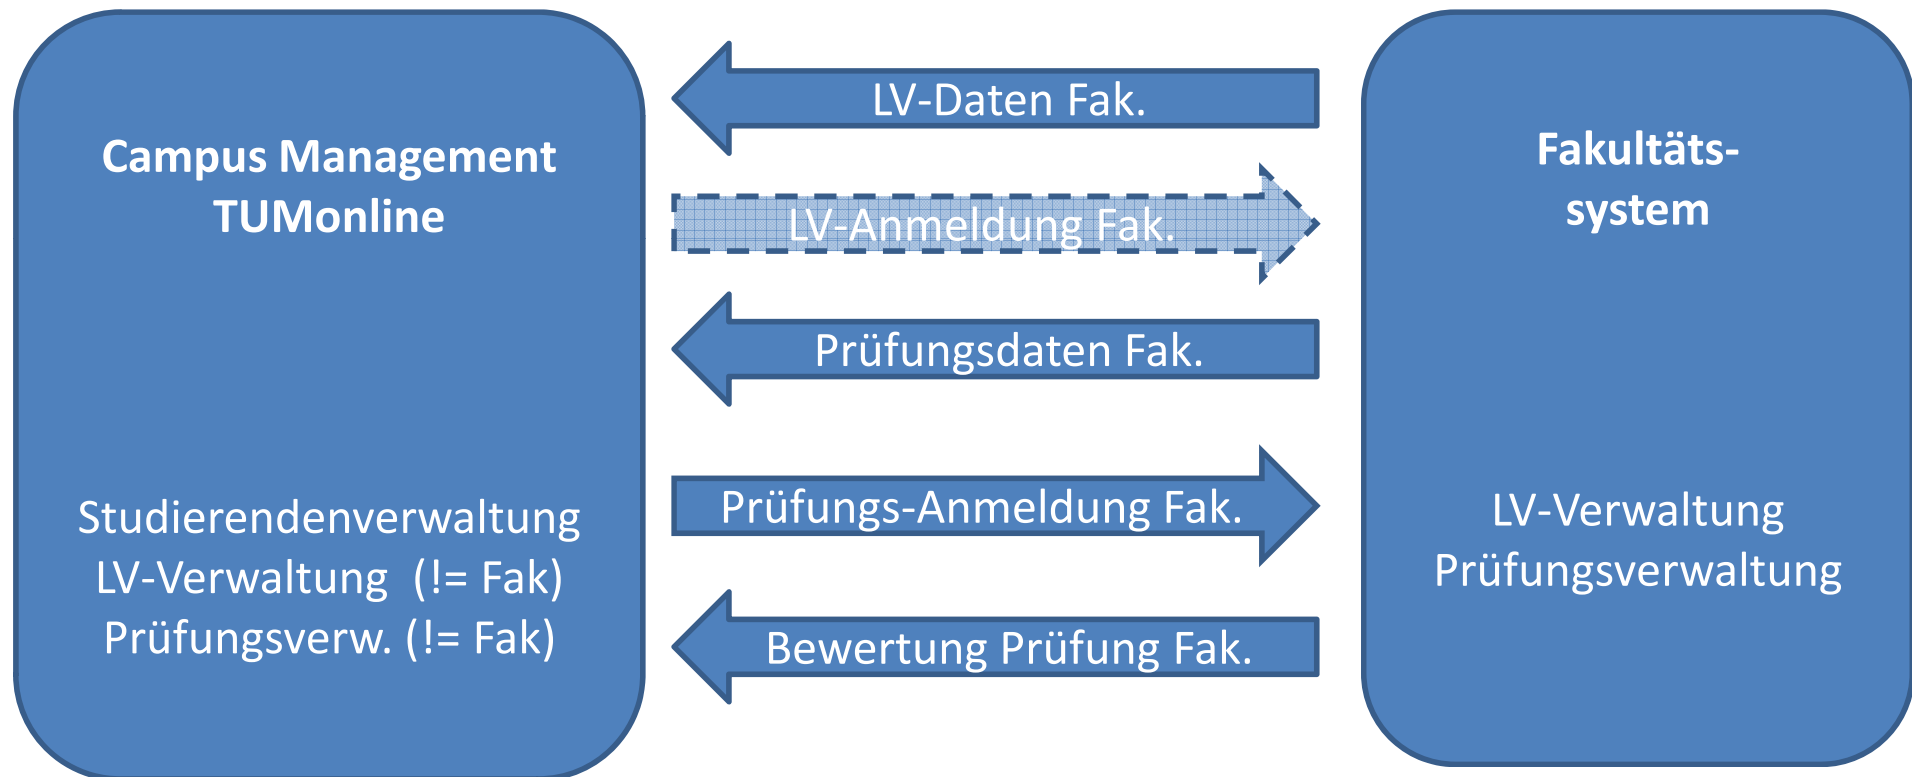 Campus Management
TUMonline
Studierendenverwaltung
LV-Verwaltung (!= Fak)
Prüfungsverw. (!= Fak)
LV-Daten Fak.
LV-Anmeldung Fak.
Prüfungsdaten Fak.
Prüfungs-Anmeldung Fak.
Bewertung Prüfung Fak.
Fakultäts-
system
LV-Verwaltung
Prüfungsverwaltung